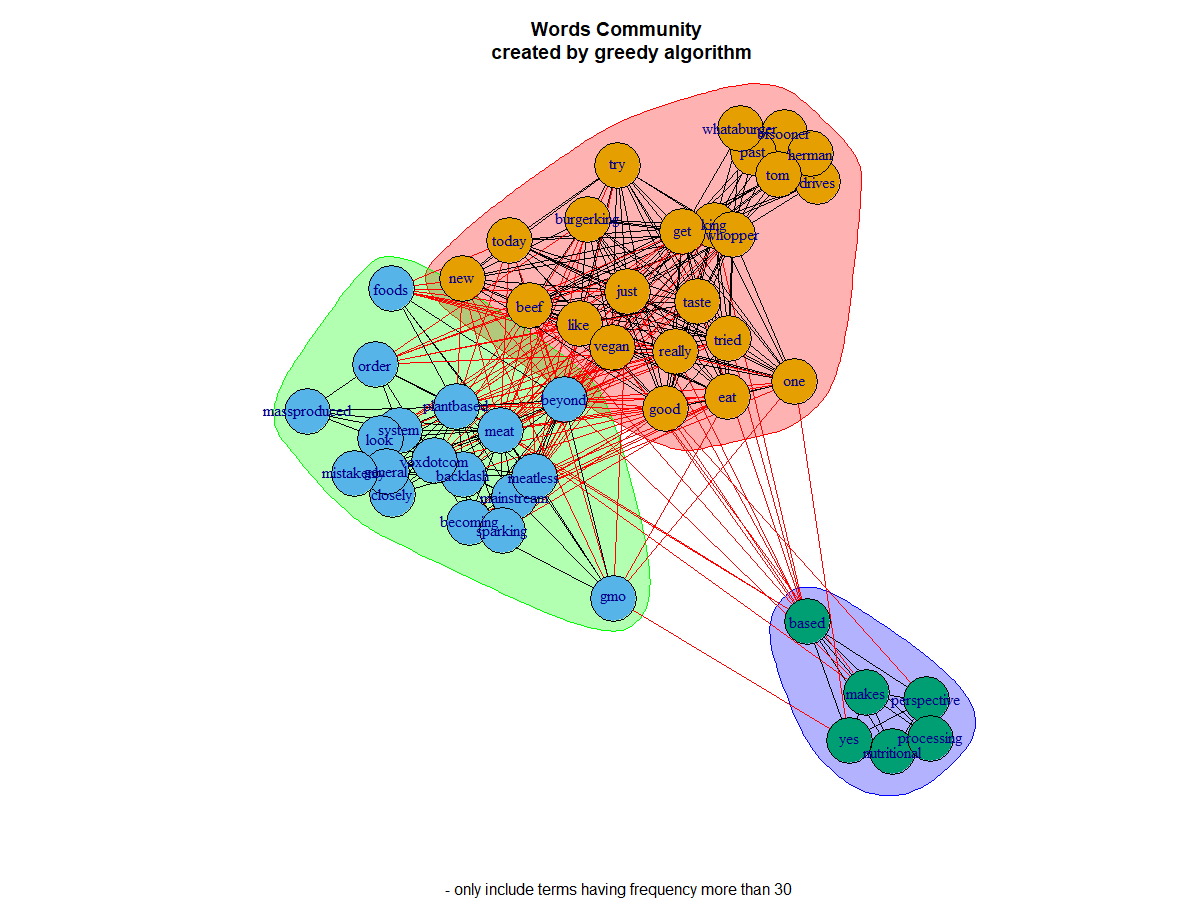 Words Community
created by greedy algorithm
whataburger
ersooner
past
herman
try
tom
drives
burgerking
king
get
whopper
today
new
foods
just
taste
beef
like
tried
vegan
really
order
one
eat
beyond
plantbased
good
massproduced
system
meat
look
voxdotcom
mistakenly
general
backlash
meatless
closely
mainstream
becoming
sparking
gmo
based
makes
perspective
yes
processing
nutritional
- only include terms having frequency more than 30